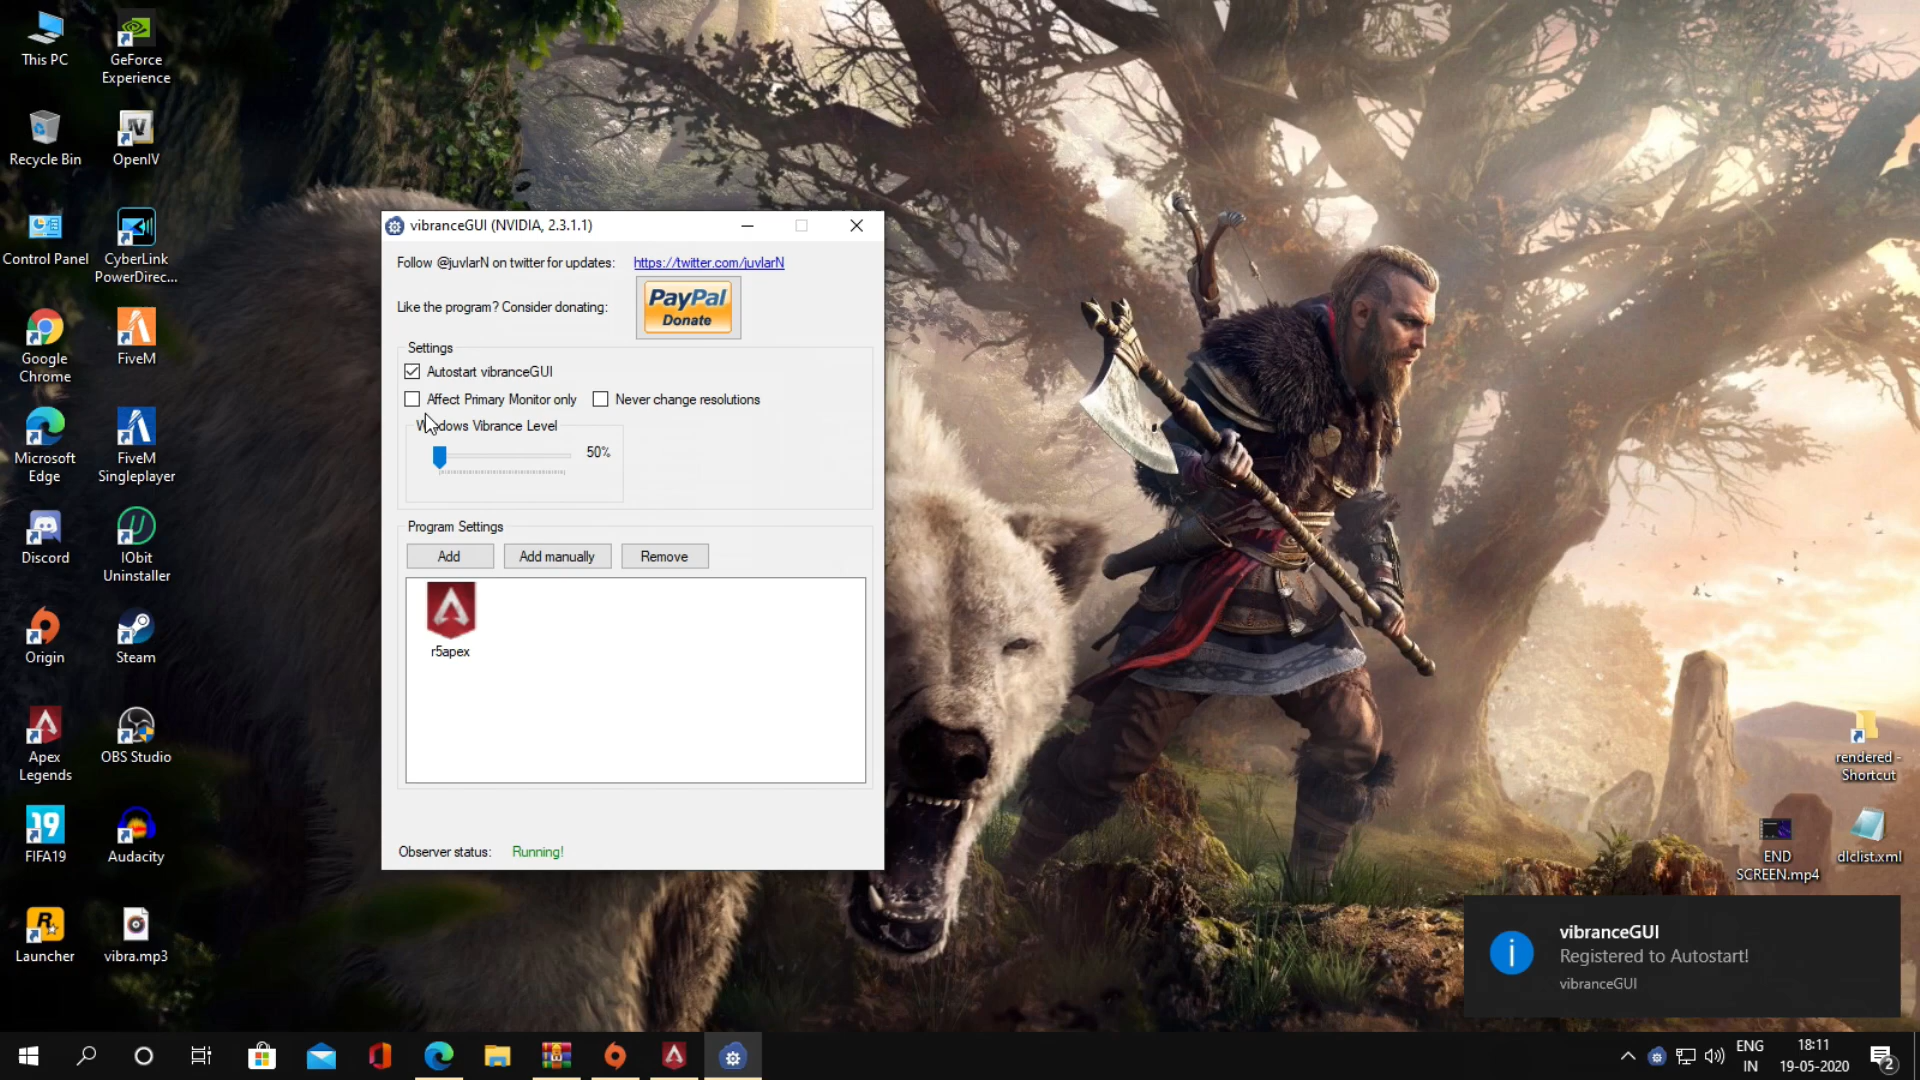 This PC
GeForce
Experience
Recycle Bin
OpenIV
Control Panel
CyberLink
PowerDirec...
Google
Chrome
FiveM
Microsoft
Edge
FiveM
Singleplayer
Discord
IObit
Uninstaller
Origin
Steam
Apex
Legends
OBS Studio
19
FIFA19
Audacity
R
Launcher
vibra.mp3
vibranceGUI (NVIDIA, 2.3.1.1)
Follow @juvlarN on twitter for updates: https://twitter.com/juvlarN
Like the program? Consider donating:
PayPal
Donate
Settings
Autostart vibranceGUI
Affect Primary Monitor only
Never change resolutions
Windows Vibrance Level
50%
Program Settings
Add
Add manually
Remove
r5apex
Observer status: Running!
rendered -
Shortcut
END
SCREEN.mp4
dlclist.xml
vibranceGUI
Registered to Autostart!
vibranceGUI
ENG
IN
18:11
19-05-2020
2